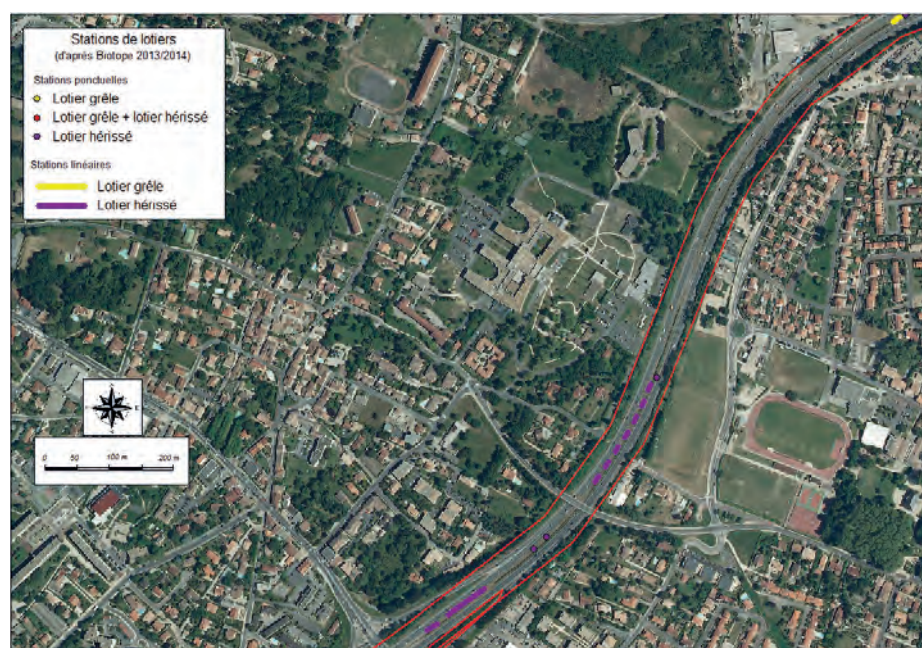 Stations de lotiers
(d'après Biotope 2013/2014)
Stations ponctuelles
Lotier grêle
Lotier grêle + lotier hérissé
Lotier hérissé
Stations linéaires
Lotier grêle
Lotier hérissé
0 50 100 m 200 m